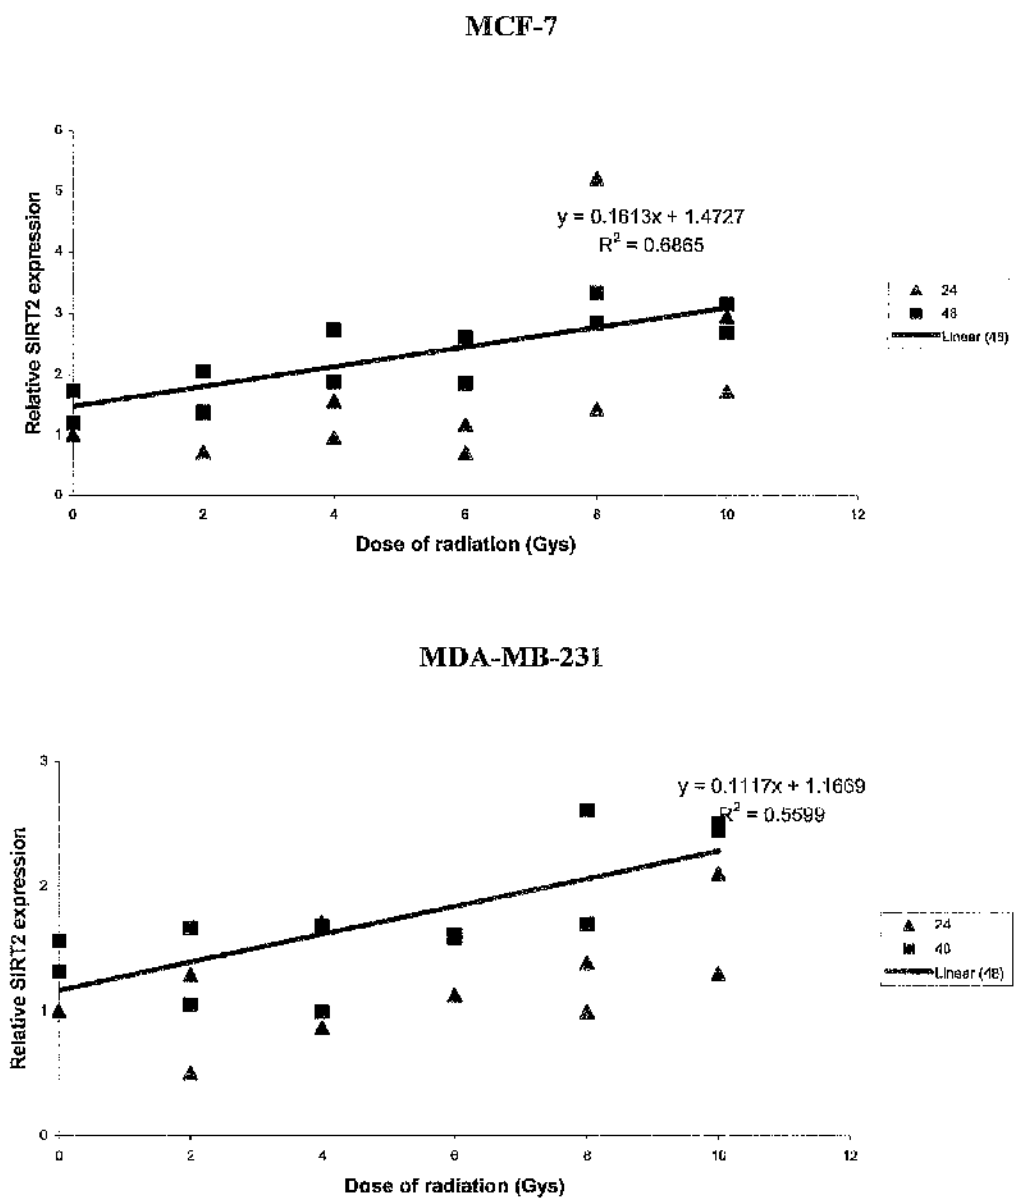 MCF-7
6
5
4
3
2
1
0
Relative SIRT2 expression
y = 0.1613x + 1.4727
R² = 0.6865
24
48
Linear (48)
0 2 4 6 8 10 12
Dose of radiation (Gys)
MDA-MB-231
3
2
1
0
Relative SIRT2 expression
y = 0.1117x + 1.1669
R² = 0.5599
24
48
Linear (48)
0 2 4 6 8 10 12
Dose of radiation (Gys)